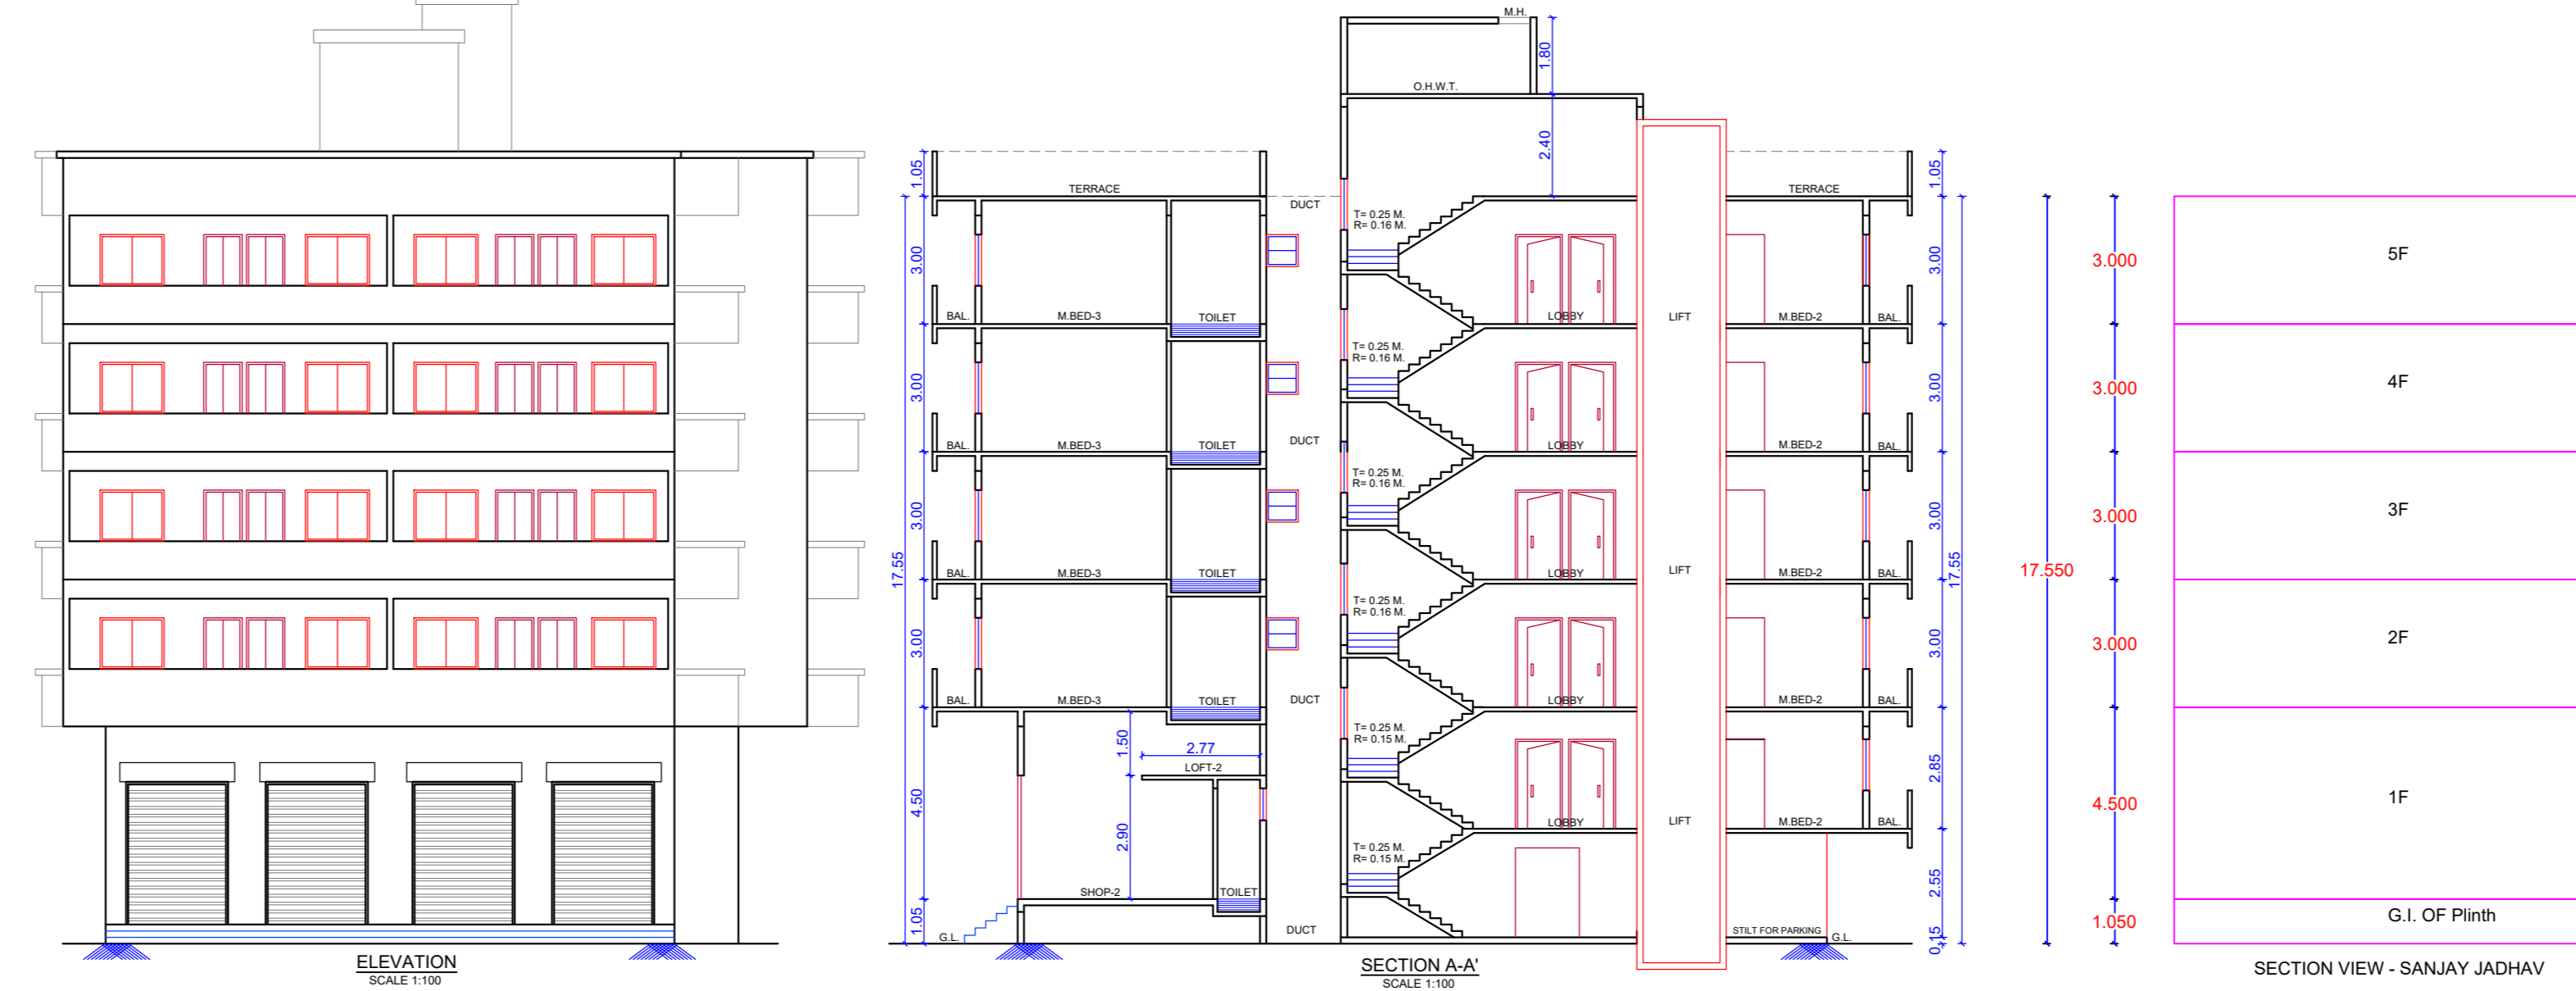 M.H.
1.80
O.H.W.T.
2.40
1.05
1.05
TERRACE
TERRACE
DUCT
T= 0.25 M.
R= 0.16 M.
3.00
3.00
3.000
5F
BAL.
M.BED-3
TOILET
LOBBY
LIFT
M.BED-2
BAL.
T= 0.25 M.
R= 0.16 M.
3.00
3.00
3.000
4F
DUCT
BAL.
M.BED-3
TOILET
LOBBY
M.BED-2
BAL.
T= 0.25 M.
R= 0.16 M.
3.00
3.00
3.000
3F
17.55
17.55
17.550
BAL.
M.BED-3
TOILET
LOBBY
LIFT
M.BED-2
BAL.
T= 0.25 M.
R= 0.16 M.
3.00
3.00
3.000
2F
BAL.
M.BED-3
TOILET
DUCT
LOBBY
M.BED-2
BAL.
T= 0.25 M.
R= 0.15 M.
1.50
2.77
LOFT-2
2.85
4.50
4.500
1F
LOBBY
LIFT
M.BED-2
BAL.
2.90
T= 0.25 M.
R= 0.15 M.
2.55
SHOP-2
TOILET
1.05
1.050
G.I. OF Plinth
G.L.
DUCT
STILT FOR PARKING
G.L.
0.15
ELEVATION
SCALE 1:100
SECTION A-A'
SCALE 1:100
SECTION VIEW - SANJAY JADHAV